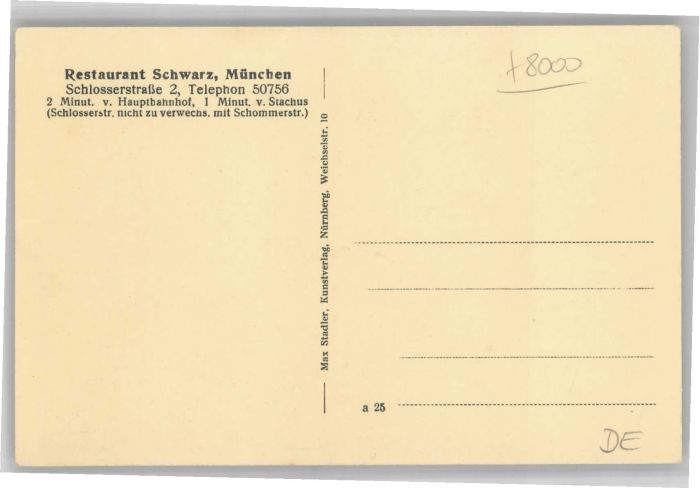 Restaurant Schwarz, München
Schlosserstraße 2, Telephon 50756
2 Minut. v. Hauptbahnhof, 1 Minut. v. Stachus
(Schlosserstr. nicht zu verwechs. mit Schommerstr.)
Max Stadler, Kunstverlag, Nürnberg, Weichselstr. 10
+8000
a 25
DE